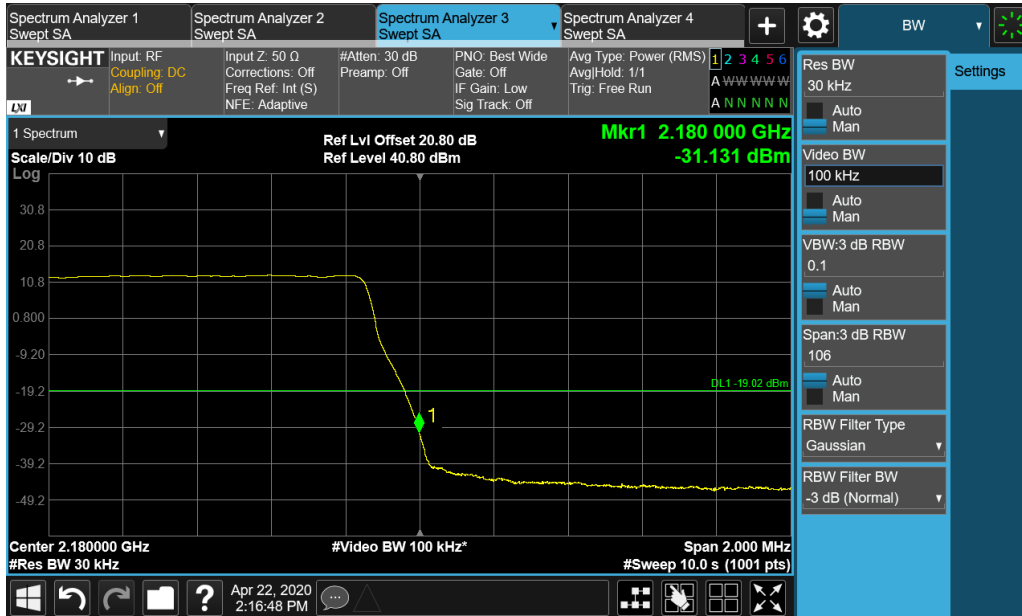 Spectrum Analyzer 1
Swept SA
Spectrum Analyzer 2
Swept SA
Spectrum Analyzer 3
Swept SA
Spectrum Analyzer 4
Swept SA
BW
KEYSIGHT
LXI
Input: RF
Coupling: DC
Align: Off
Input Z: 50 Ω
Corrections: Off
Freq Ref: Int (S)
NFE: Adaptive
#Atten: 30 dB
Preamp: Off
PNO: Best Wide
Gate: Off
IF Gain: Low
Sig Track: Off
Avg Type: Power (RMS)
Avg|Hold: 1/1
Trig: Free Run
1 2 3 4 5 6
A W W W W W
A N N N N N
1 Spectrum
Scale/Div 10 dB
Ref Lvl Offset 20.80 dB
Ref Level 40.80 dBm
Mkr1 2.180 000 GHz
-31.131 dBm
Log
30.8
20.8
10.8
0.800
-9.20
-19.2
-29.2
-39.2
-49.2
DL1 -19.02 dBm
1
Center 2.180000 GHz
#Res BW 30 kHz
#Video BW 100 kHz*
Span 2.000 MHz
#Sweep 10.0 s (1001 pts)
Res BW
30 kHz
Auto
Man
Video BW
100 kHz
Auto
Man
VBW:3 dB RBW
0.1
Auto
Man
Span:3 dB RBW
106
Auto
Man
RBW Filter Type
Gaussian
RBW Filter BW
-3 dB (Normal)
Settings
?
Apr 22, 2020
2:16:48 PM